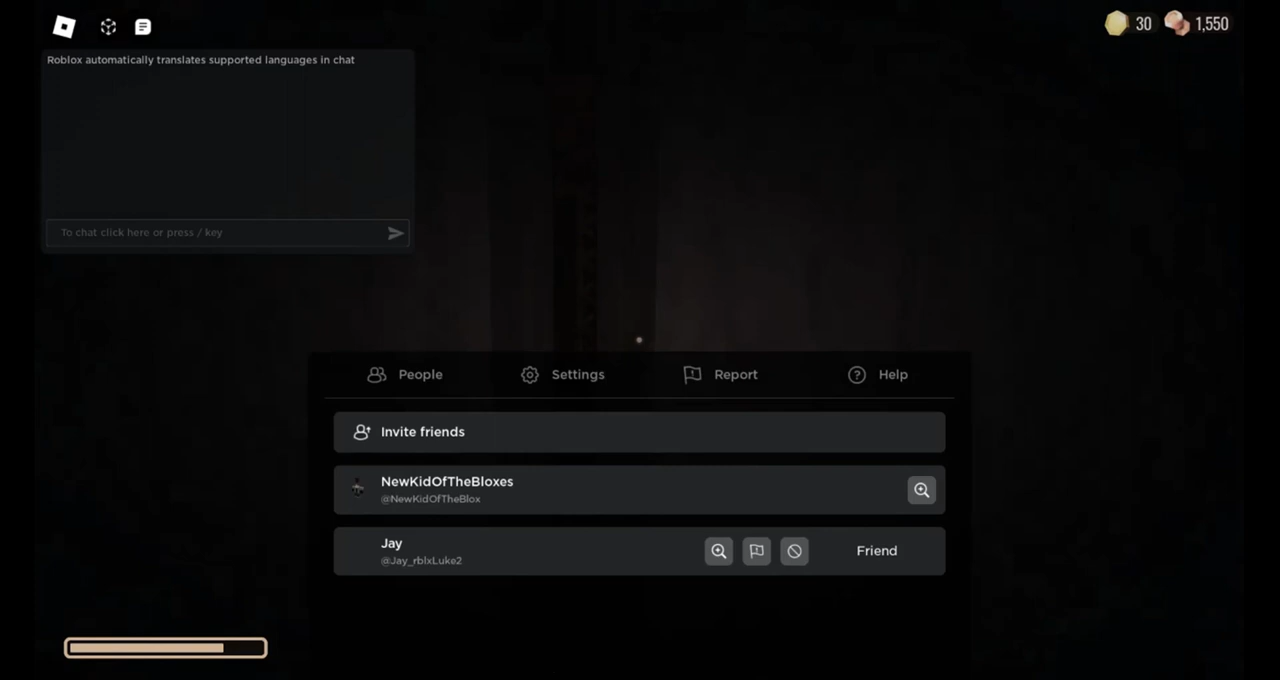 30 1,550
Roblox automatically translates supported languages in chat
To chat click here or press / key
People Settings Report Help
Invite friends
NewKidOfTheBloxes
@NewKidOfTheBlox
Jay
@Jay_rblxLuke2
Friend